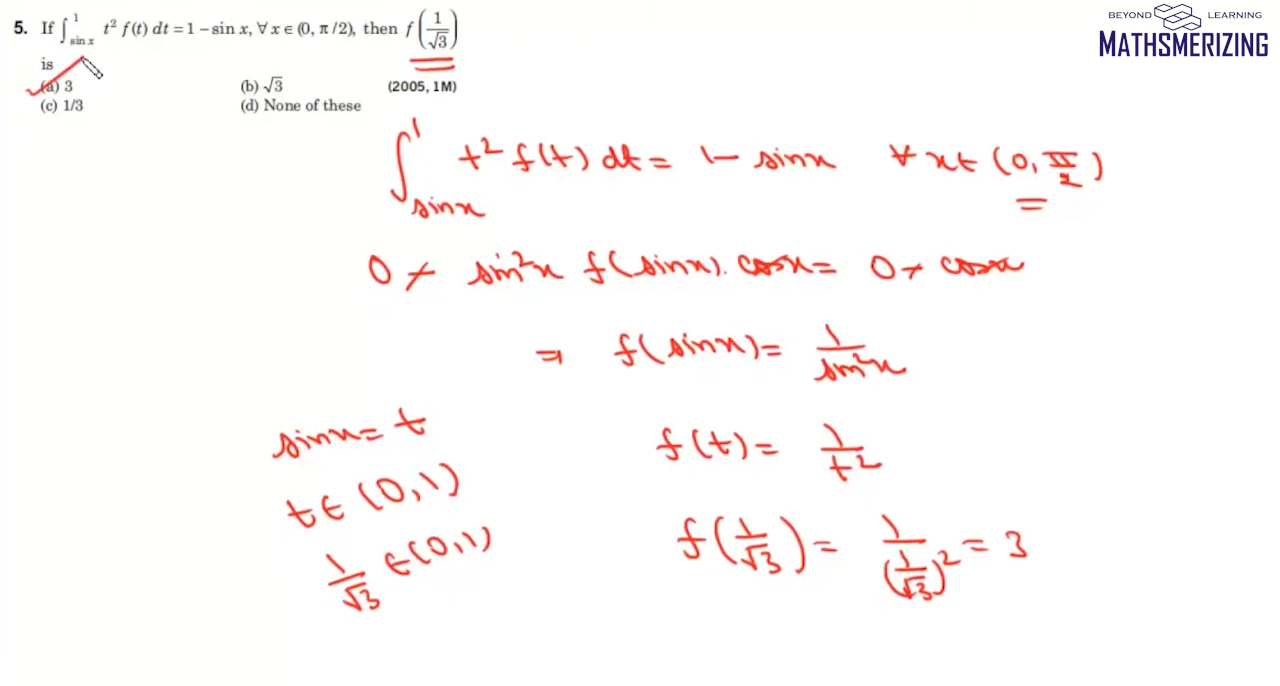 5. If ∫_{sin x}^{1} t² f(t) dt = 1 − sin x, ∀ x ∈ (0, π /2), then f(1/√3)
is
(a) 3 (b) √3 (2005, 1M)
(c) 1/3 (d) None of these
BEYOND LEARNING
MATHSMERIZING
∫_{sinx}^{1} t² f(t) dt = 1 − sinx ∀ x ∈ (0, π/2)
0 − sin²x f(sinx). cosx = 0 − cosx
⇒ f(sinx) = 1/sin²x
sinx = t
t ∈ (0,1)
1/√3 ∈ (0,1)
f(t) = 1/t²
f(1/√3) = 1/(1/√3)² = 3